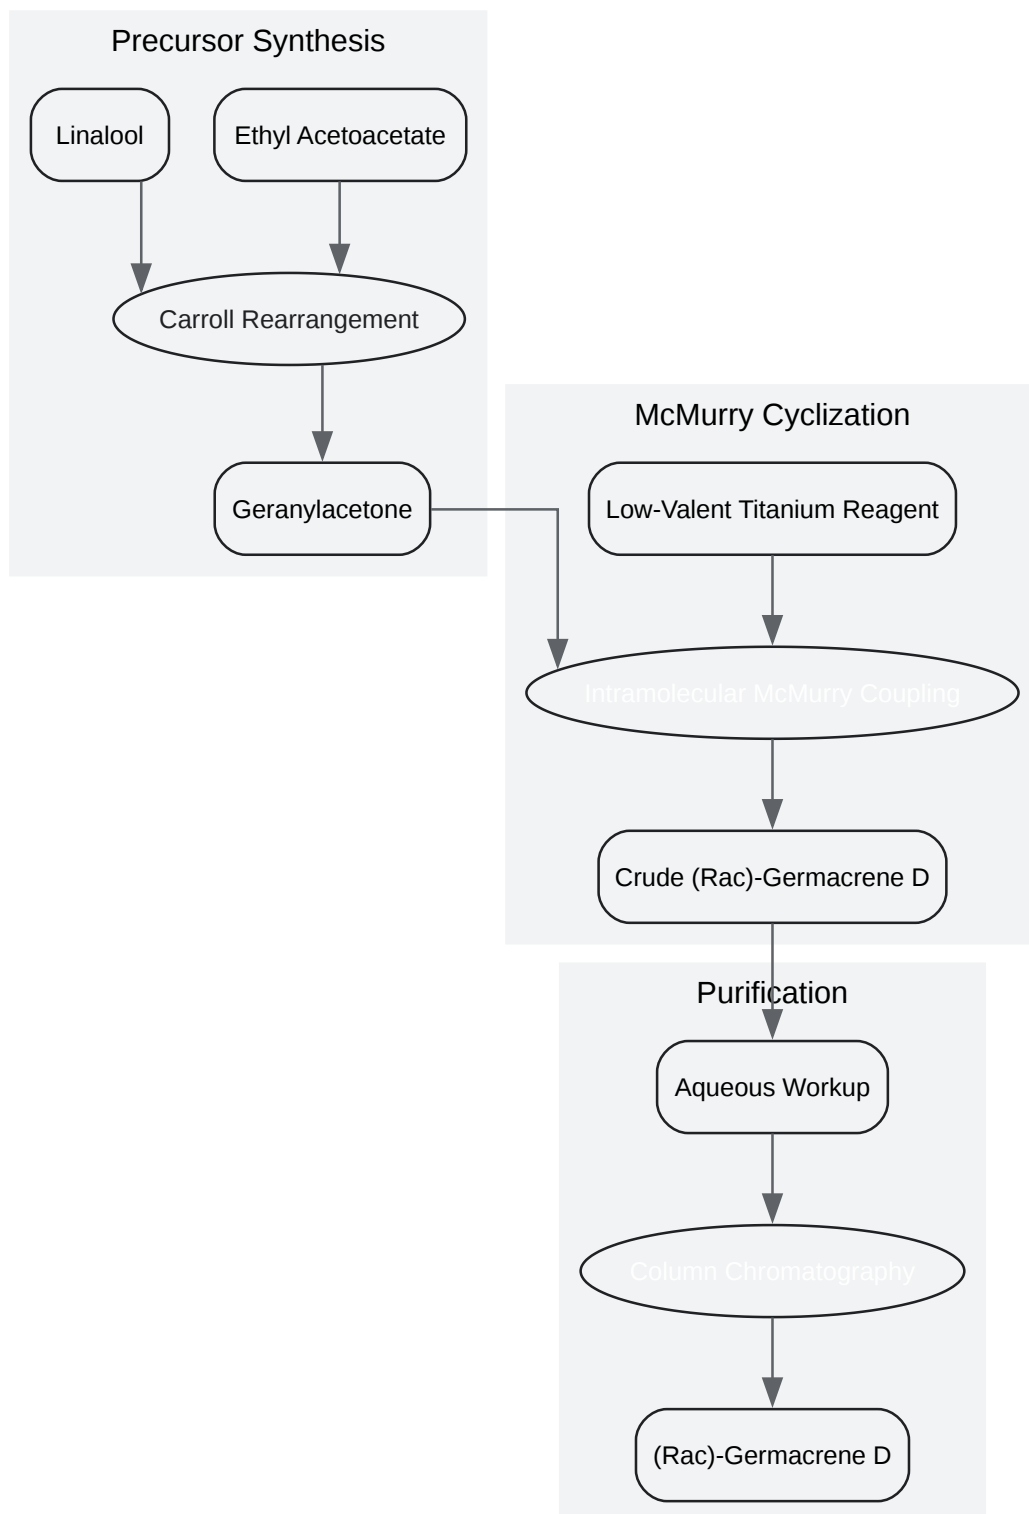 Precursor Synthesis
Linalool
Ethyl Acetoacetate
Carroll Rearrangement
Geranylacetone
McMurry Cyclization
Low-Valent Titanium Reagent
Intramolecular McMurry Coupling
Crude (Rac)-Germacrene D
Purification
Aqueous Workup
Column Chromatography
(Rac)-Germacrene D